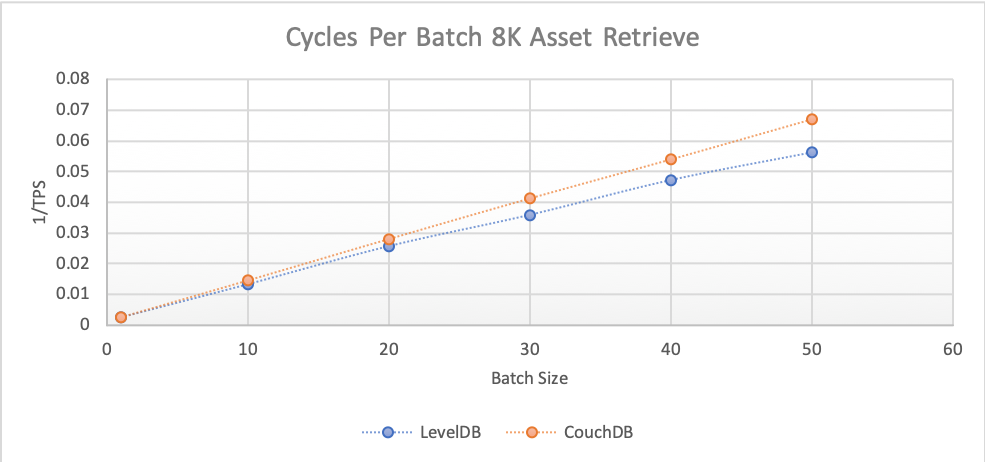 Cycles Per Batch 8K Asset Retrieve
0.08
0.07
0.06
0.05
0.04
0.03
0.02
0.01
0
1/TPS
0 10 20 30 40 50 60
Batch Size
LevelDB CouchDB